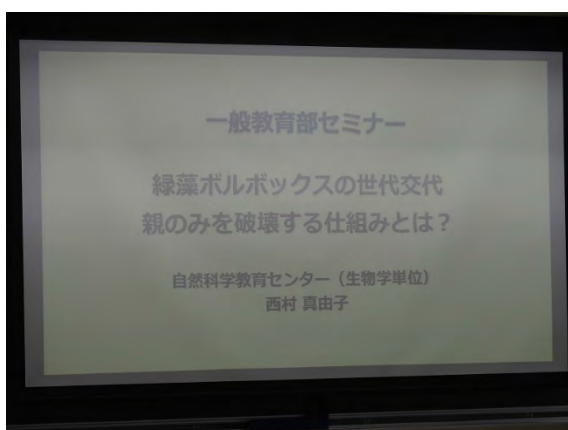 一般教育部セミナー
緑藻ボルボックスの世代交代
親のみを破壊する仕組みとは？
自然科学教育センター（生物学単位）
西村 真由子